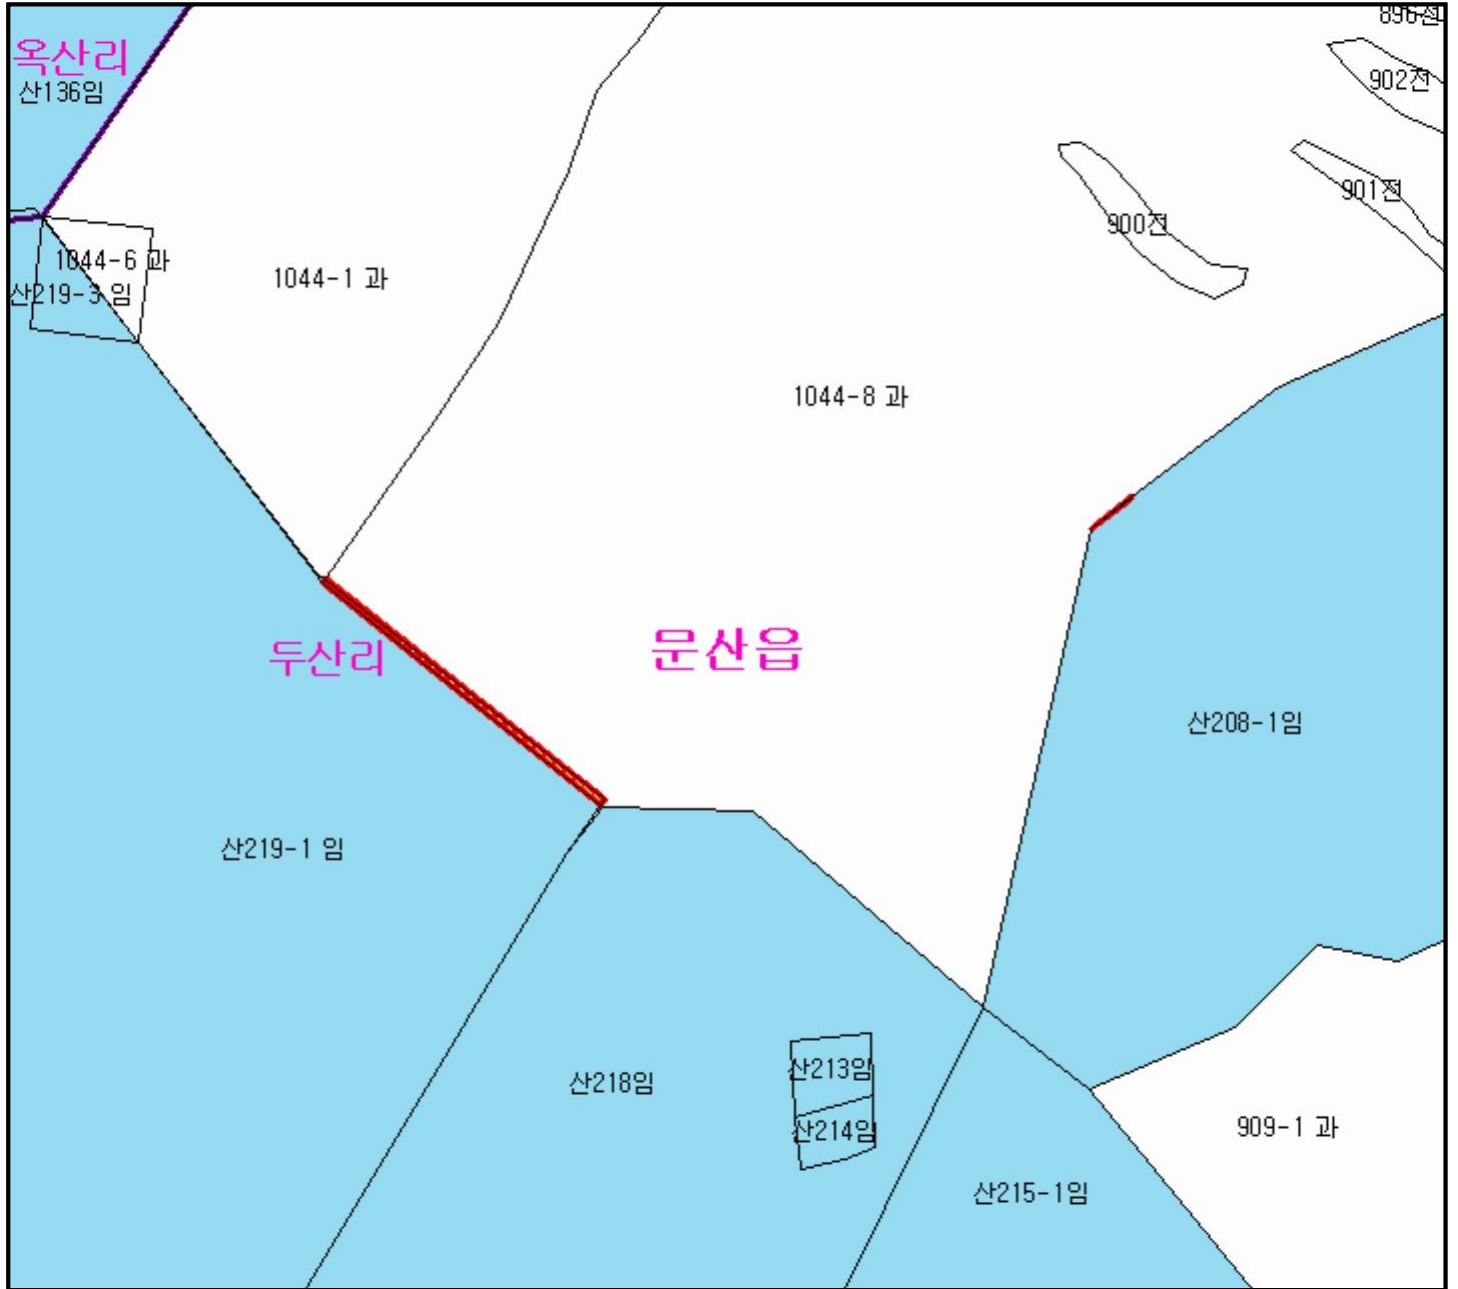 896전
옥산리
902전
산136임
901전
900전
1044-6 과
1044-1 과
산219-3 임
1044-8 과
두산리
문산읍
산208-1임
산219-1 임
산213임
산218임
909-1 과
산214임
산215-1임